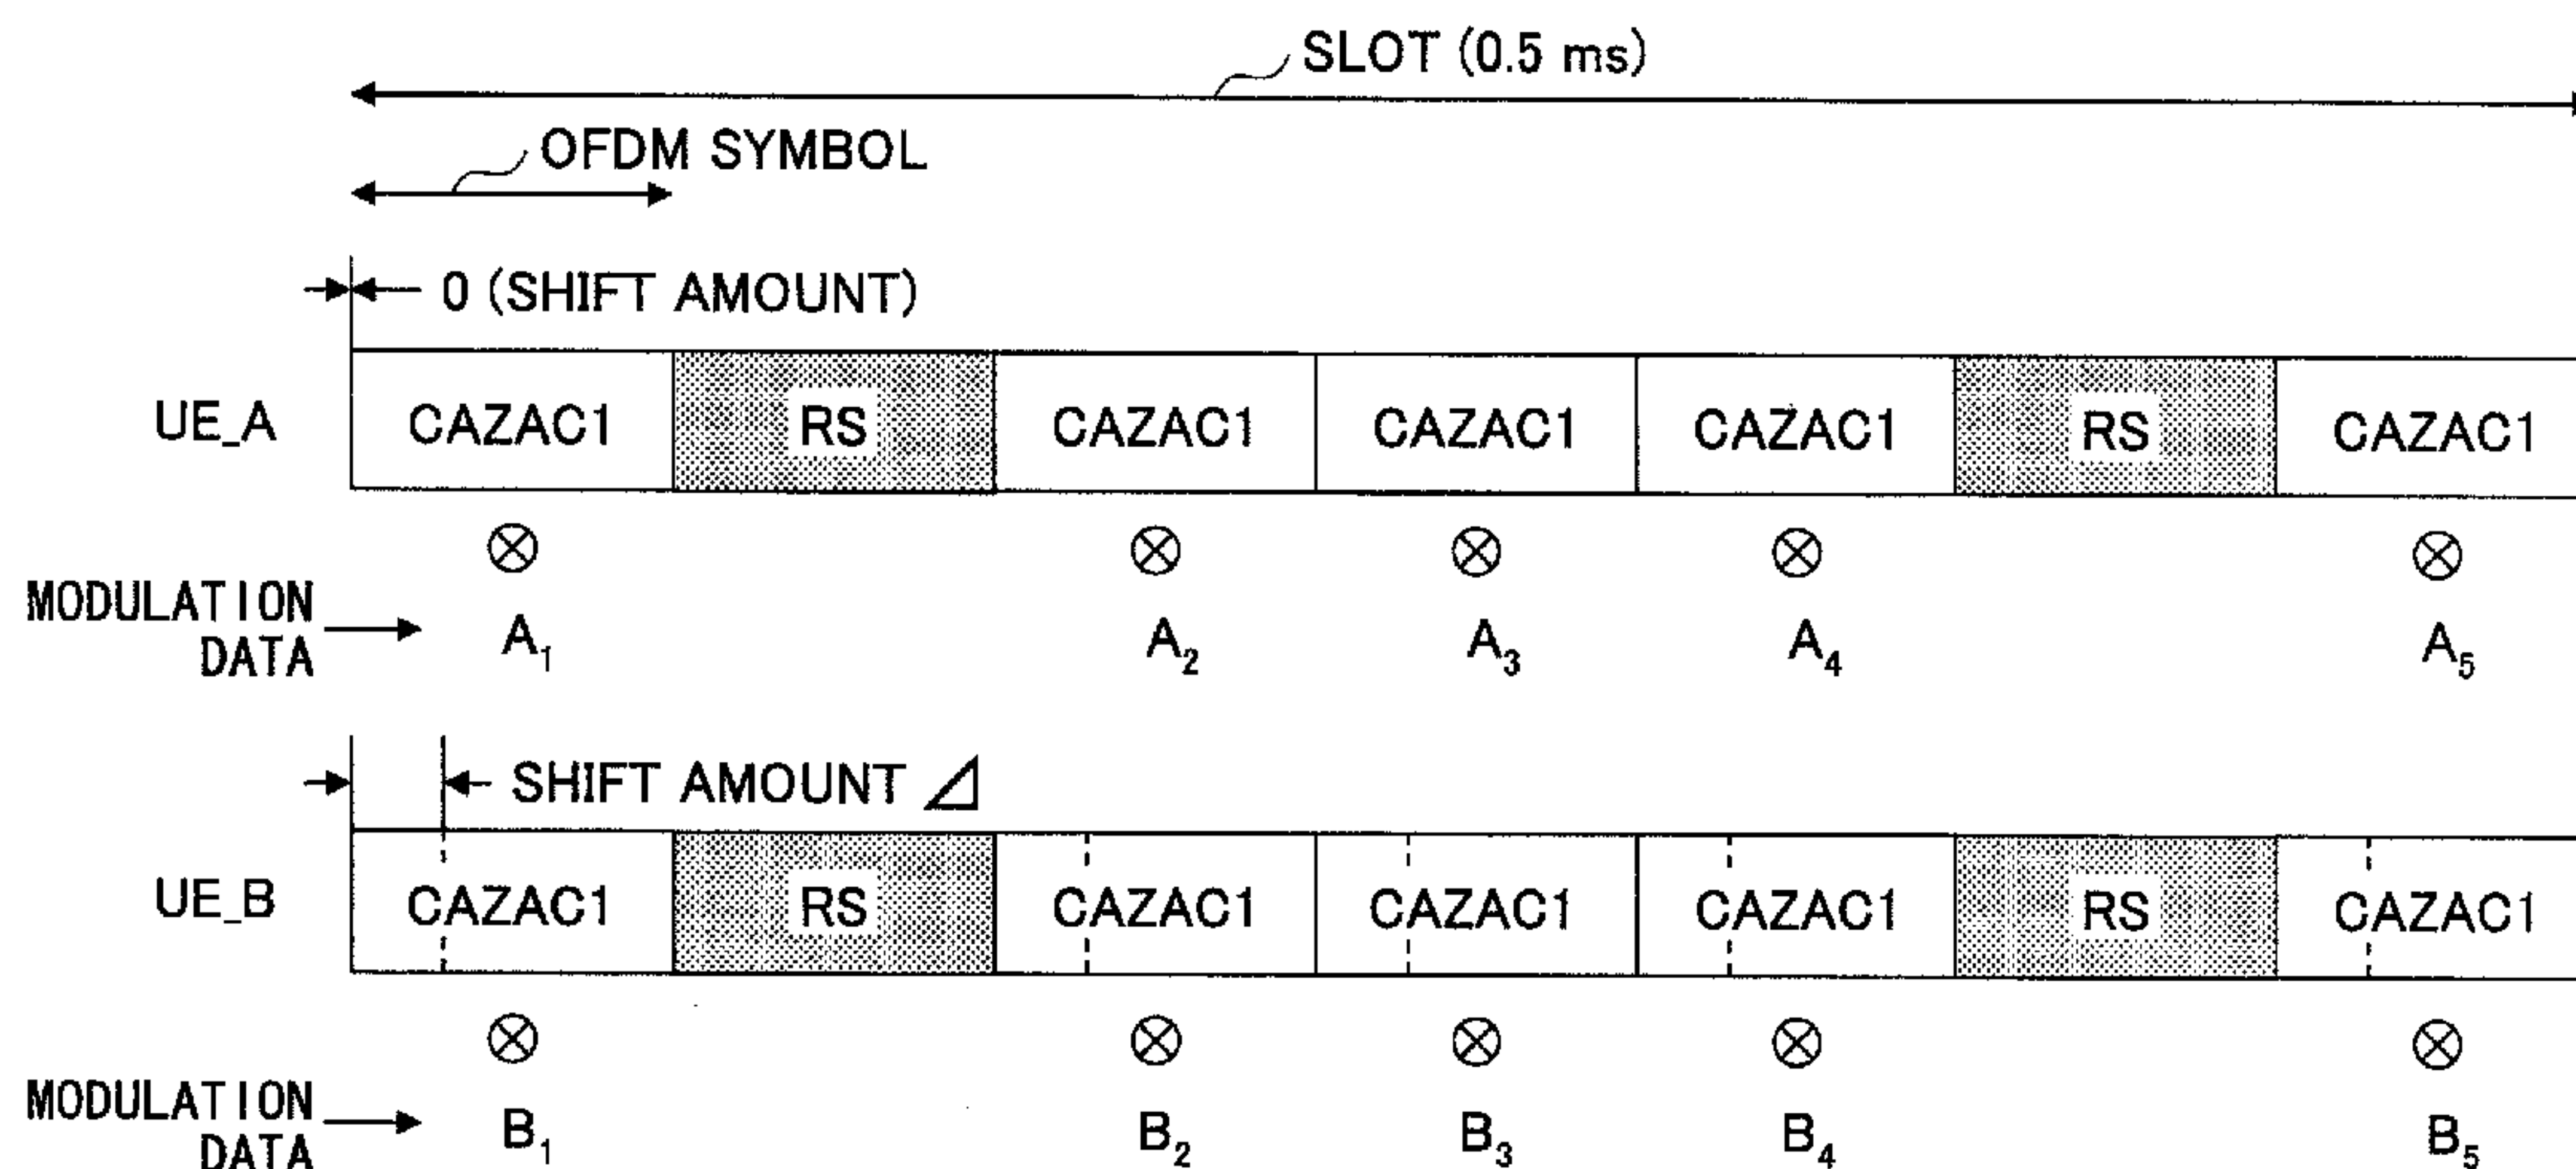 SLOT (0.5 ms)
OFDM SYMBOL
0 (SHIFT AMOUNT)
UE_A CAZAC1 RS CAZAC1 CAZAC1 CAZAC1 RS CAZAC1
MODULATION
DATA
A₁ A₂ A₃ A₄ A₅
SHIFT AMOUNT ⊿
UE_B CAZAC1 RS CAZAC1 CAZAC1 CAZAC1 RS CAZAC1
MODULATION
DATA
B₁ B₂ B₃ B₄ B₅